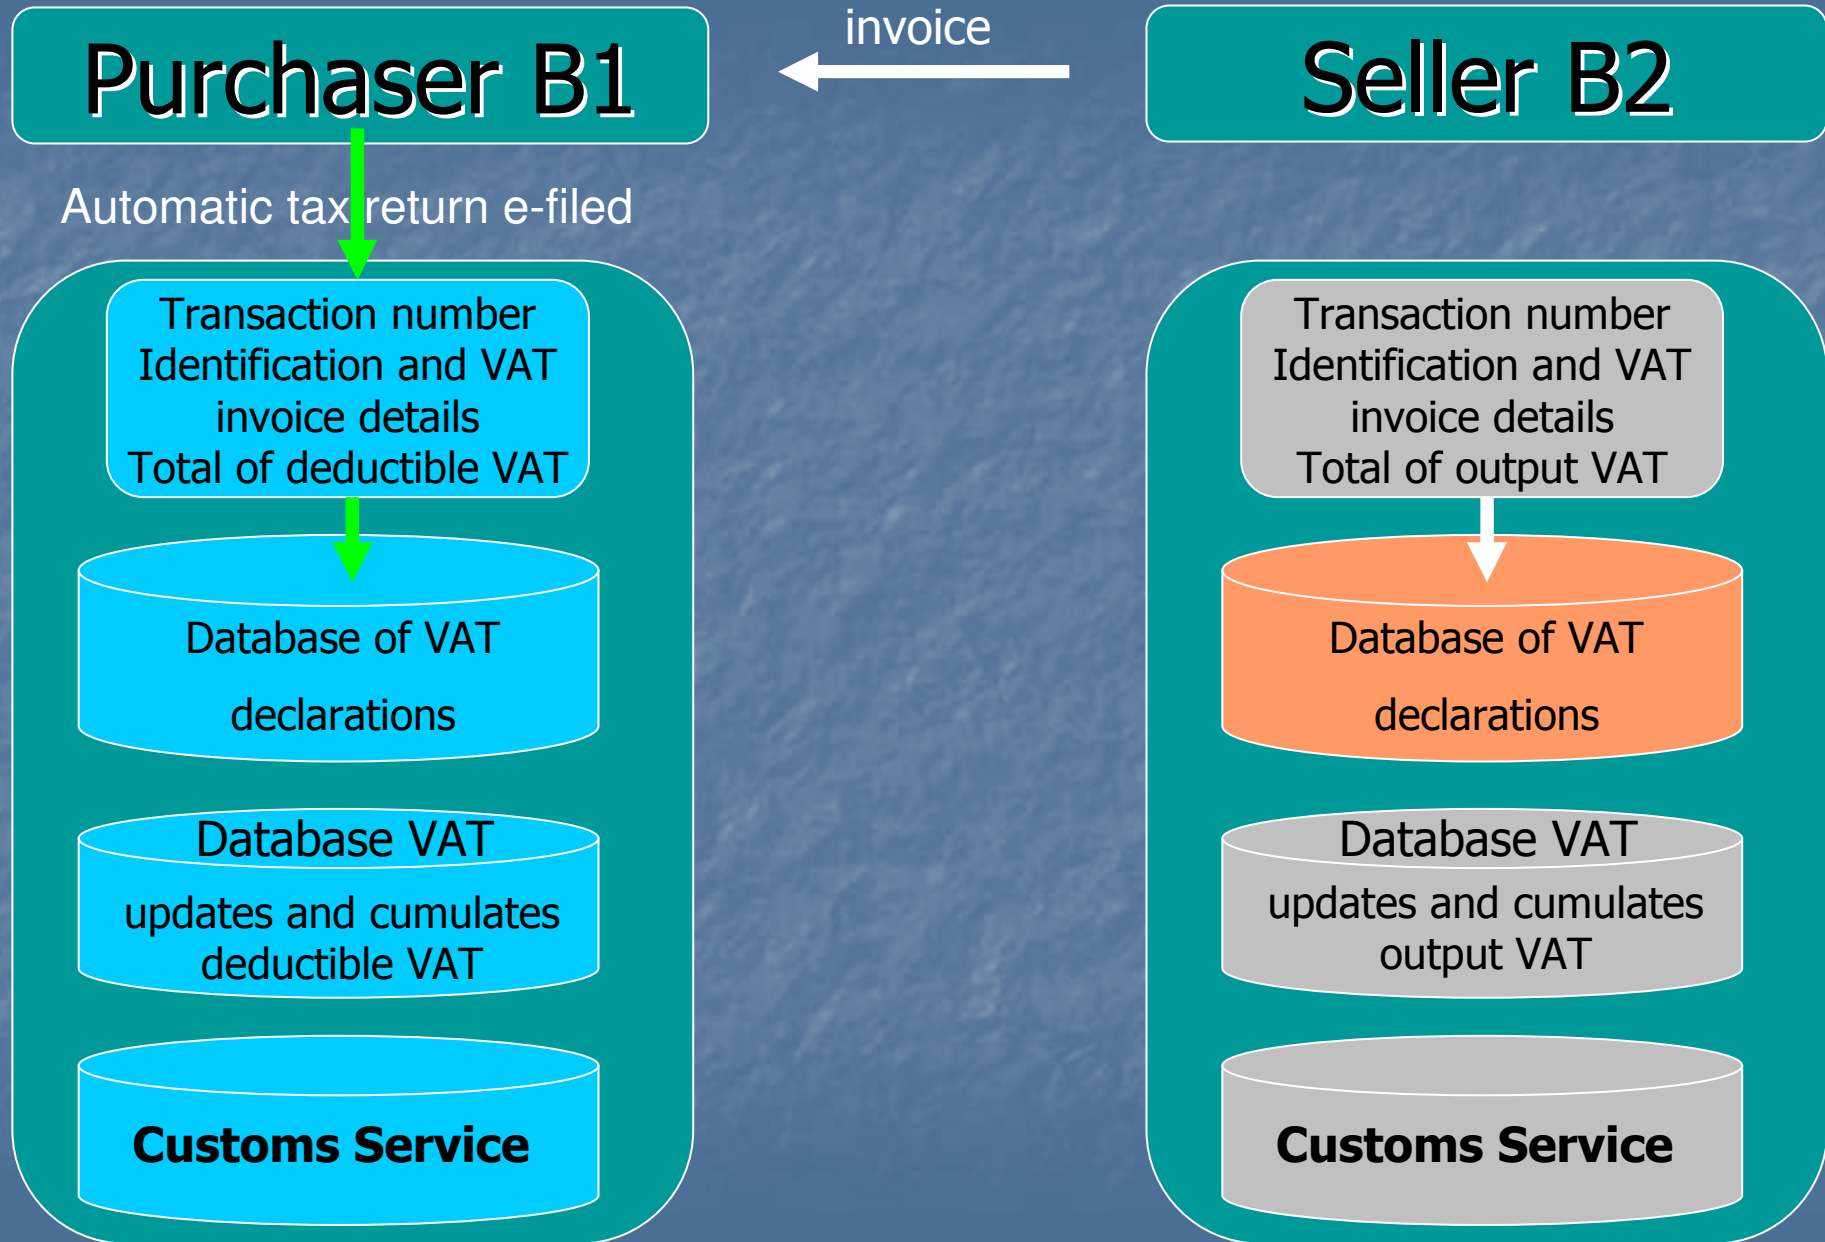 Purchaser B1
invoice
Seller B2
Automatic tax return e-filed
Transaction number
Identification and VAT
invoice details
Total of deductible VAT
Database of VAT
declarations
Database VAT
updates and cumulates
deductible VAT
Customs Service
Transaction number
Identification and VAT
invoice details
Total of output VAT
Database of VAT
declarations
Database VAT
updates and cumulates
output VAT
Customs Service